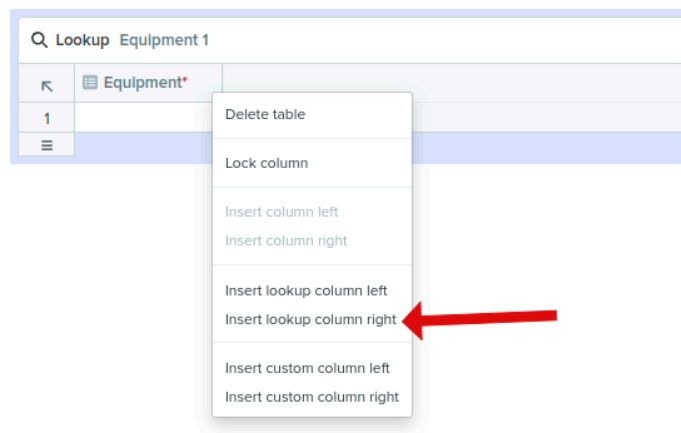 Lookup Equipment 1
Equipment*
1
Delete table
Lock column
Insert column left
Insert column right
Insert lookup column left
Insert lookup column right
Insert custom column left
Insert custom column right